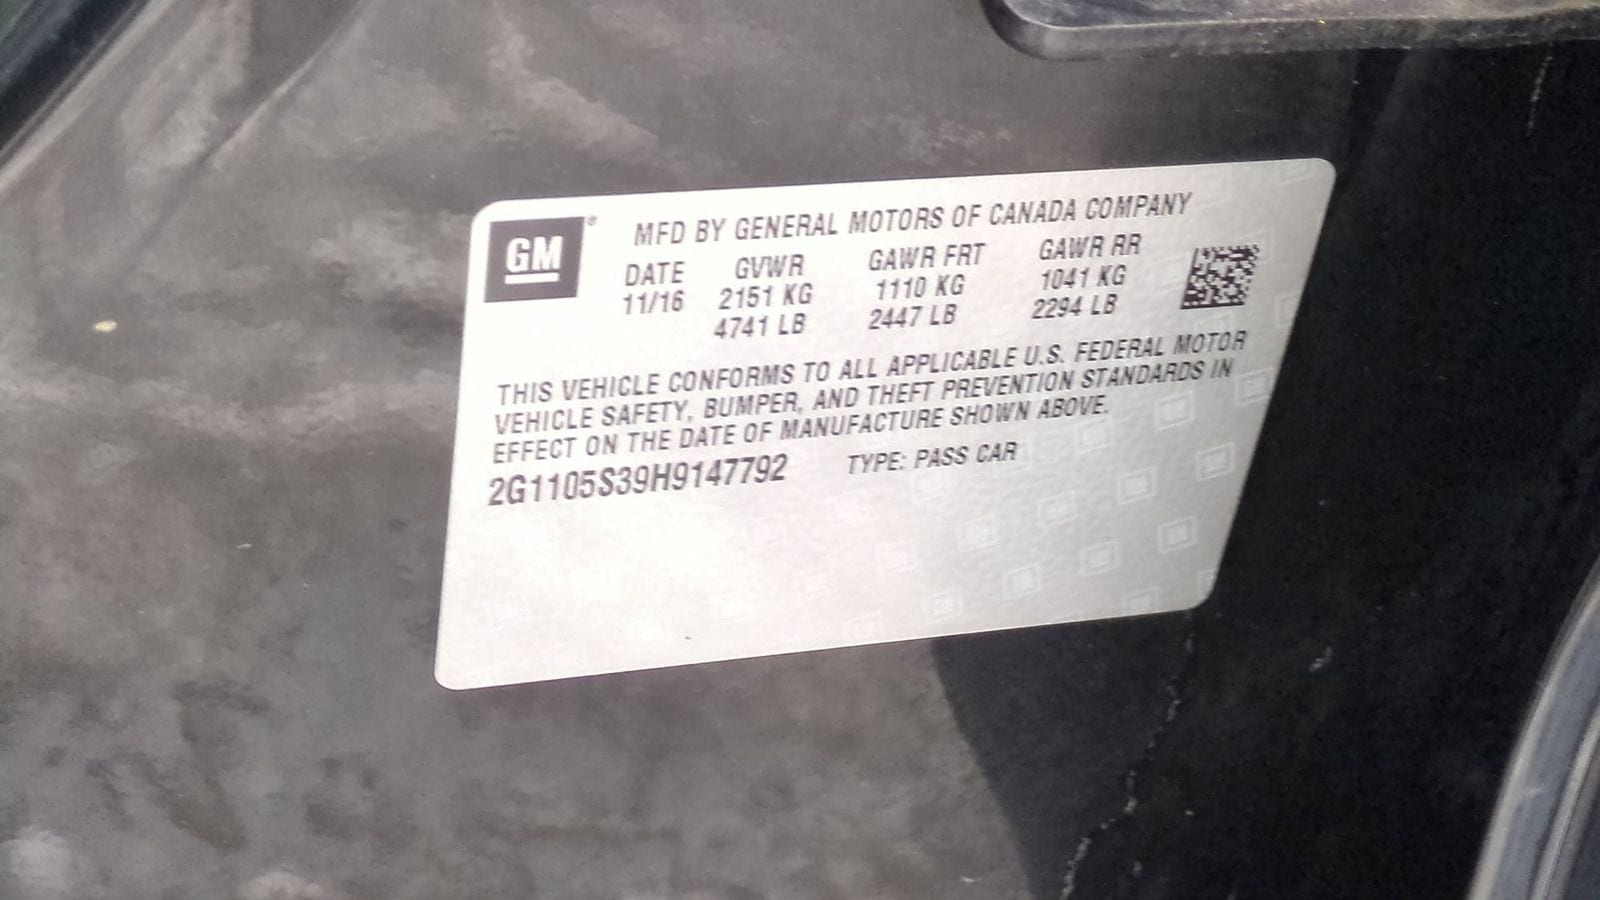 GM ®
MFD BY GENERAL MOTORS OF CANADA COMPANY
DATE GVWR GAWR FRT GAWR RR
11/16 2151 KG 1110 KG 1041 KG
4741 LB 2447 LB 2294 LB
THIS VEHICLE CONFORMS TO ALL APPLICABLE U.S. FEDERAL MOTOR
VEHICLE SAFETY, BUMPER, AND THEFT PREVENTION STANDARDS IN
EFFECT ON THE DATE OF MANUFACTURE SHOWN ABOVE.
2G1105S39H9147792 TYPE: PASS CAR